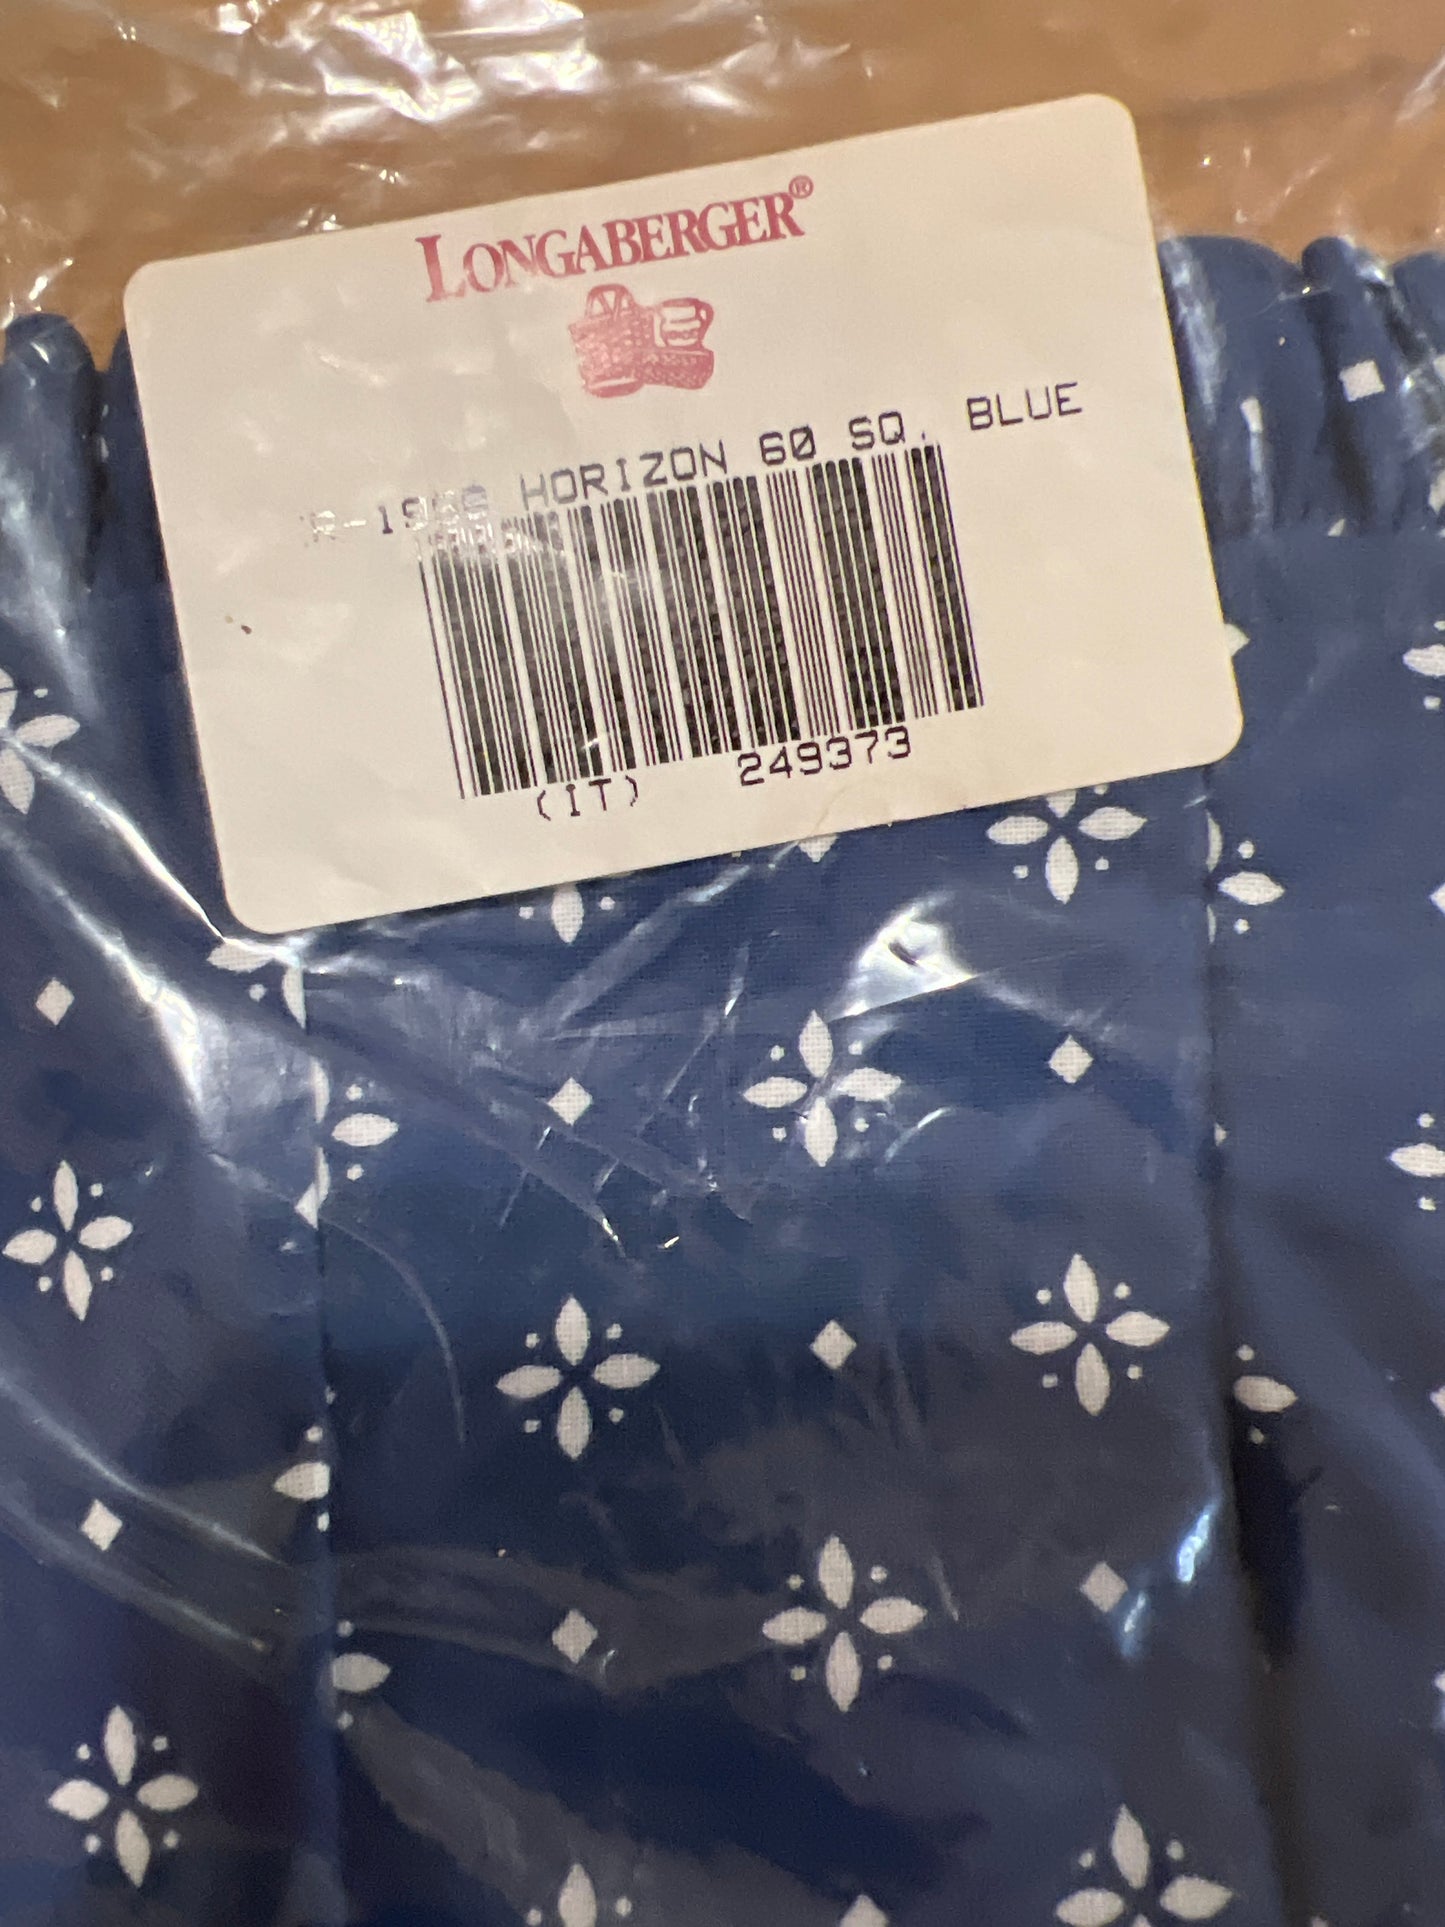 LONGABERGER®
HORIZON 60 SQ. BLUE
(IT) 249373